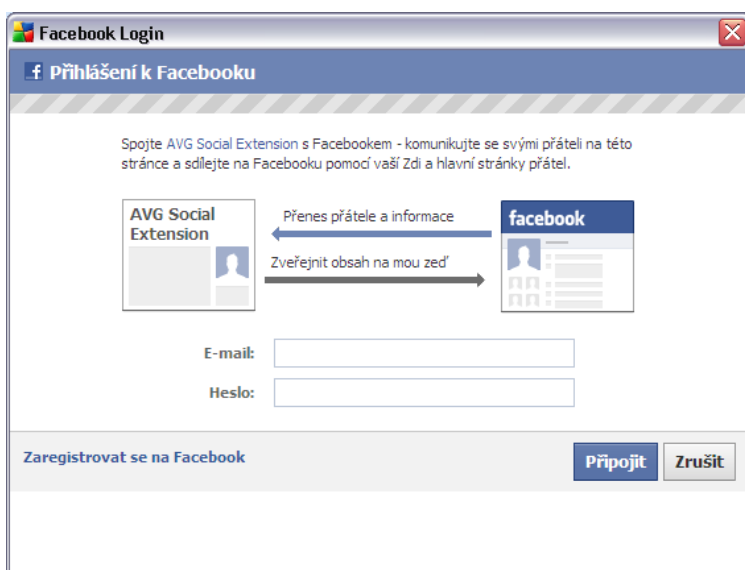 Facebook Login
f Přihlášení k Facebooku
Spojte AVG Social Extension s Facebookem - komunikujte se svými přáteli na této
stránce a sdílejte na Facebooku pomocí vaší Zdi a hlavní stránky přátel.
AVG Social
Extension
Přenes přátele a informace
Zveřejnit obsah na mou zeď
facebook
E-mail:
Heslo:
Zaregistrovat se na Facebook
Připojit
Zrušit